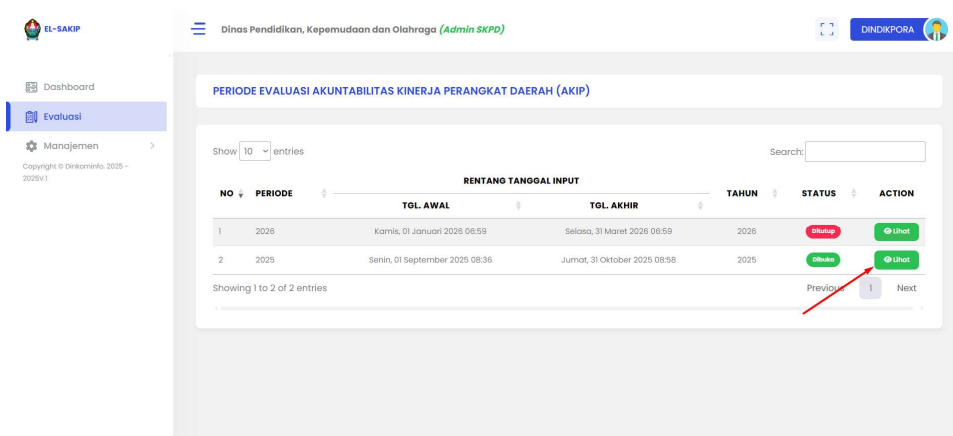 EL-SAKIP
Dinas Pendidikan, Kepemudaan dan Olahraga (Admin SKPD)
DINDIKPORA
Dashboard
Evaluasi
Manajemen
Copyright © Dinkominfo. 2025 -
2025V.1
PERIODE EVALUASI AKUNTABILITAS KINERJA PERANGKAT DAERAH (AKIP)
Show 10 entries
Search:
RENTANG TANGGAL INPUT
NO PERIODE TAHUN STATUS ACTION
TGL. AWAL TGL. AKHIR
1 2026 Kamis, 01 Januari 2026 06:59 Selasa, 31 Maret 2026 06:59 2026 Ditutup Lihat
2 2025 Senin, 01 September 2025 08:36 Jumat, 31 Oktober 2025 08:58 2025 Dibuka Lihat
Showing 1 to 2 of 2 entries
Previous 1 Next